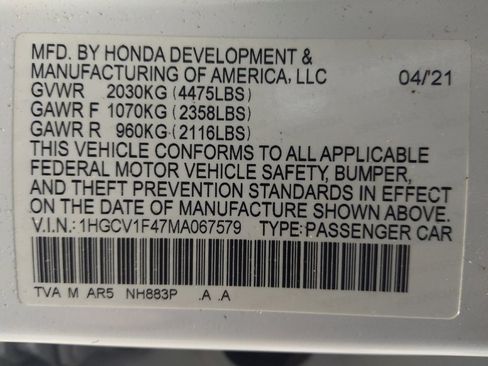 MFD. BY HONDA DEVELOPMENT &
MANUFACTURING OF AMERICA, LLC 04/'21
GVWR 2030KG (4475LBS)
GAWR F 1070KG (2358LBS)
GAWR R 960KG (2116LBS)
THIS VEHICLE CONFORMS TO ALL APPLICABLE
FEDERAL MOTOR VEHICLE SAFETY, BUMPER,
AND THEFT PREVENTION STANDARDS IN EFFECT
ON THE DATE OF MANUFACTURE SHOWN ABOVE.
V.I.N.: 1HGCV1F47MA067579 TYPE: PASSENGER CAR
TVA M AR5 NH883P .A .A